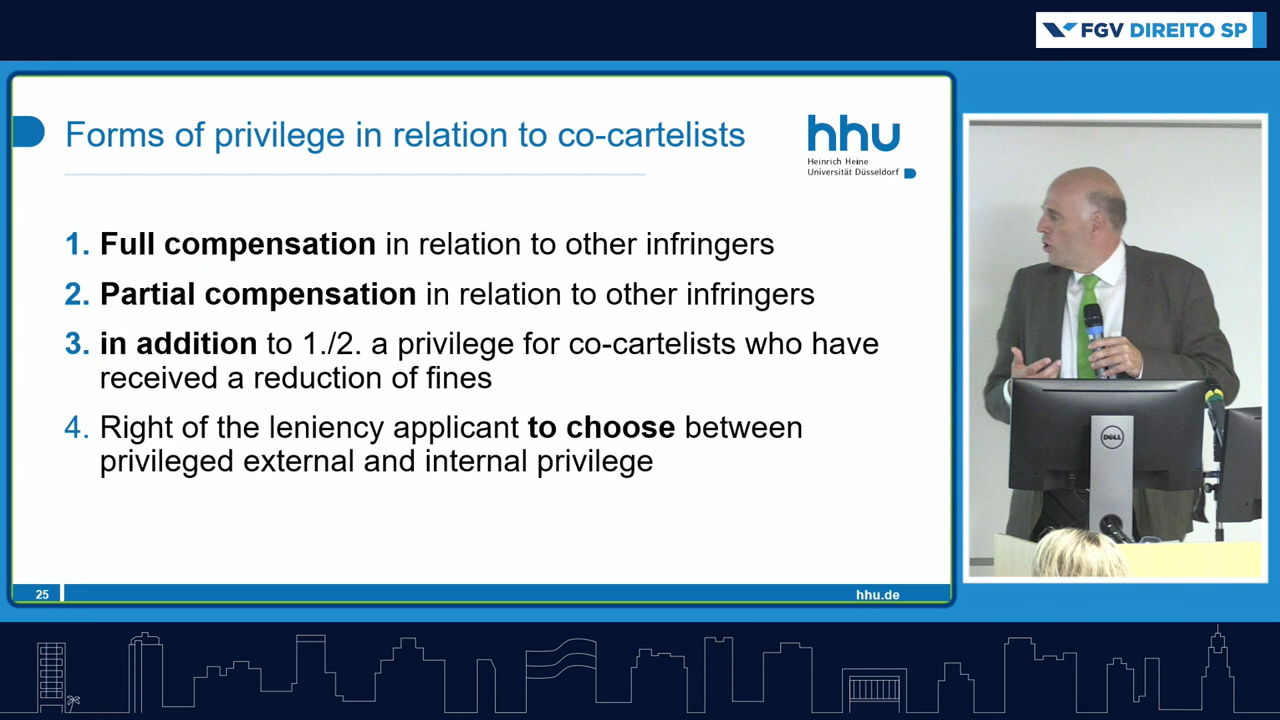 FGV DIREITO SP
Forms of privilege in relation to co-cartelists
hhu
Heinrich Heine
Universität Düsseldorf
1. Full compensation in relation to other infringers
2. Partial compensation in relation to other infringers
3. in addition to 1./2. a privilege for co-cartelists who have
received a reduction of fines
4. Right of the leniency applicant to choose between
privileged external and internal privilege
25
hhu.de
DELL